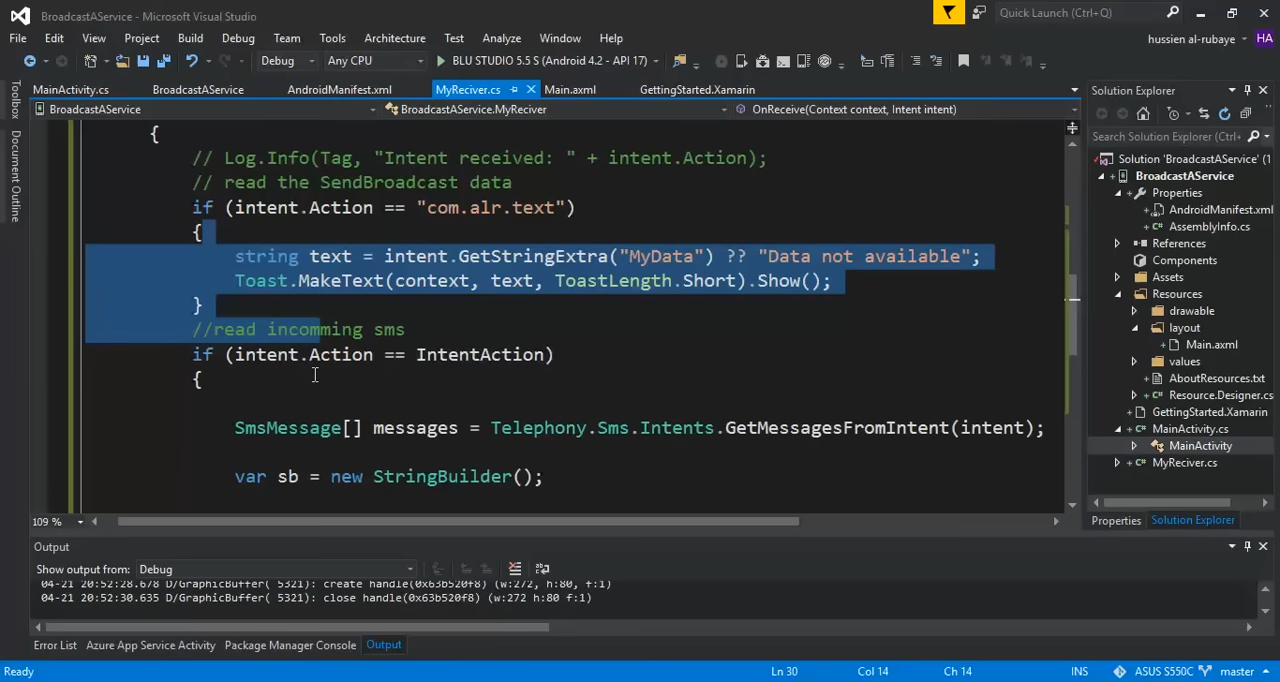 BroadcastAService - Microsoft Visual Studio
Quick Launch (Ctrl+Q)
File Edit View Project Build Debug Team Tools Architecture Test Analyze Window Help
hussien al-rubaye HA
Debug Any CPU BLU STUDIO 5.5 S (Android 4.2 - API 17)
MainActivity.cs BroadcastAService AndroidManifest.xml MyReciver.cs Main.axml GettingStarted.Xamarin
BroadcastAService BroadcastAService.MyReciver OnReceive(Context context, Intent intent)
Toolbox
Document Outline
{
// Log.Info(Tag, "Intent received: " + intent.Action);
// read the SendBroadcast data
if (intent.Action == "com.alr.text")
{
string text = intent.GetStringExtra("MyData") ?? "Data not available";
Toast.MakeText(context, text, ToastLength.Short).Show();
}
//read incomming sms
if (intent.Action == IntentAction)
{
SmsMessage[] messages = Telephony.Sms.Intents.GetMessagesFromIntent(intent);
var sb = new StringBuilder();
109 %
Solution Explorer
Search Solution Explorer (Ctrl+
Solution 'BroadcastAService' (1
BroadcastAService
Properties
AndroidManifest.xml
AssemblyInfo.cs
References
Components
Assets
Resources
drawable
layout
Main.axml
values
AboutResources.txt
Resource.Designer.cs
GettingStarted.Xamarin
MainActivity.cs
MainActivity
MyReciver.cs
Properties Solution Explorer
Output
Show output from: Debug
04-21 20:52:28.678 D/GraphicBuffer( 5321): create handle(0x63b520f8) (w:272, h:80, f:1)
04-21 20:52:30.635 D/GraphicBuffer( 5321): close handle(0x63b520f8) (w:272 h:80 f:1)
Error List Azure App Service Activity Package Manager Console Output
Ready Ln 30 Col 14 Ch 14 INS ASUS S550C master